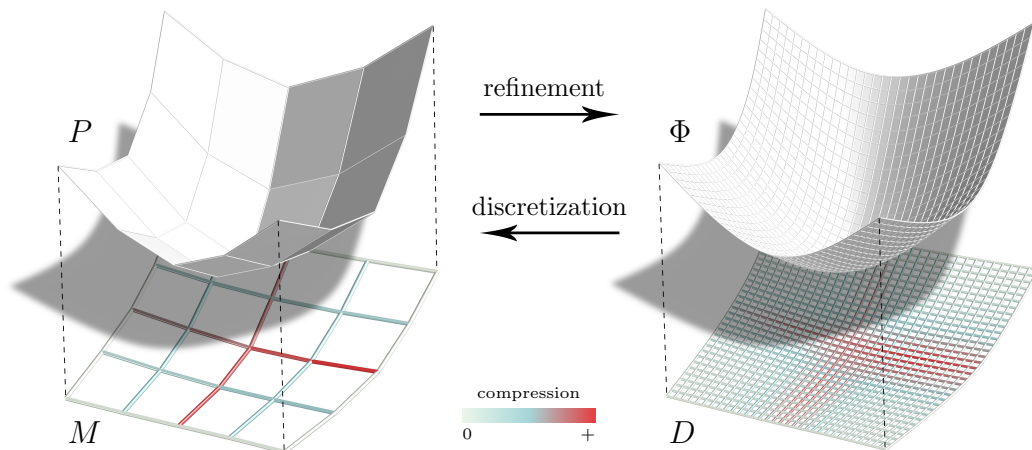 refinement
P
Φ
discretization
compression
0 +
M
D